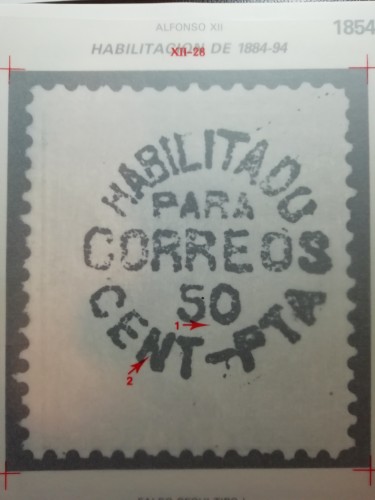 ALFONSO XII
1854
HABILITACION DE 1884-94
XII-28
HABILITADO
PARA
CORREOS
50
CENT-PTA
1
2